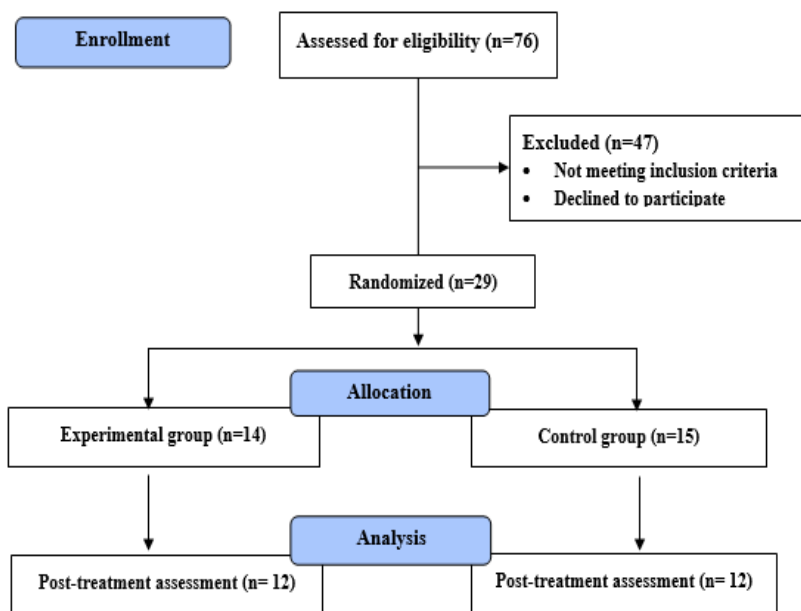 Enrollment
Assessed for eligibility (n=76)
Excluded (n=47)
• Not meeting inclusion criteria
• Declined to participate
Randomized (n=29)
Allocation
Experimental group (n=14)
Control group (n=15)
Analysis
Post-treatment assessment (n= 12)
Post-treatment assessment (n= 12)